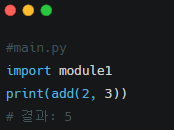 #main.py
import module1
print(add(2, 3))
# 결과: 5